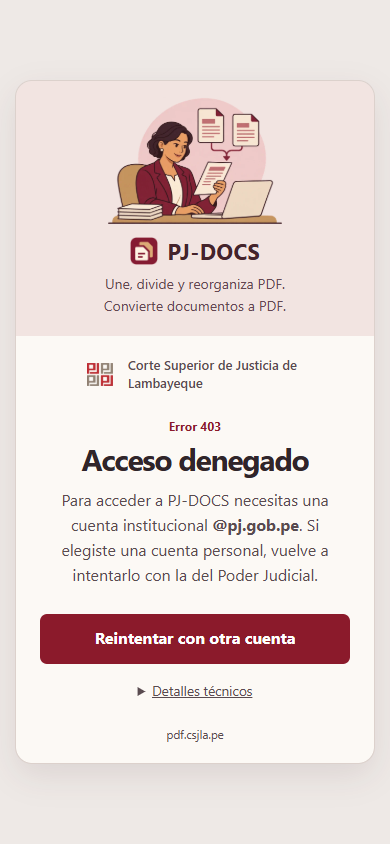 PJ-DOCS
Une, divide y reorganiza PDF.
Convierte documentos a PDF.
Corte Superior de Justicia de
Lambayeque
Error 403
Acceso denegado
Para acceder a PJ-DOCS necesitas una
cuenta institucional @pj.gob.pe. Si
elegiste una cuenta personal, vuelve a
intentarlo con la del Poder Judicial.
Reintentar con otra cuenta
▶ Detalles técnicos
pdf.csjla.pe